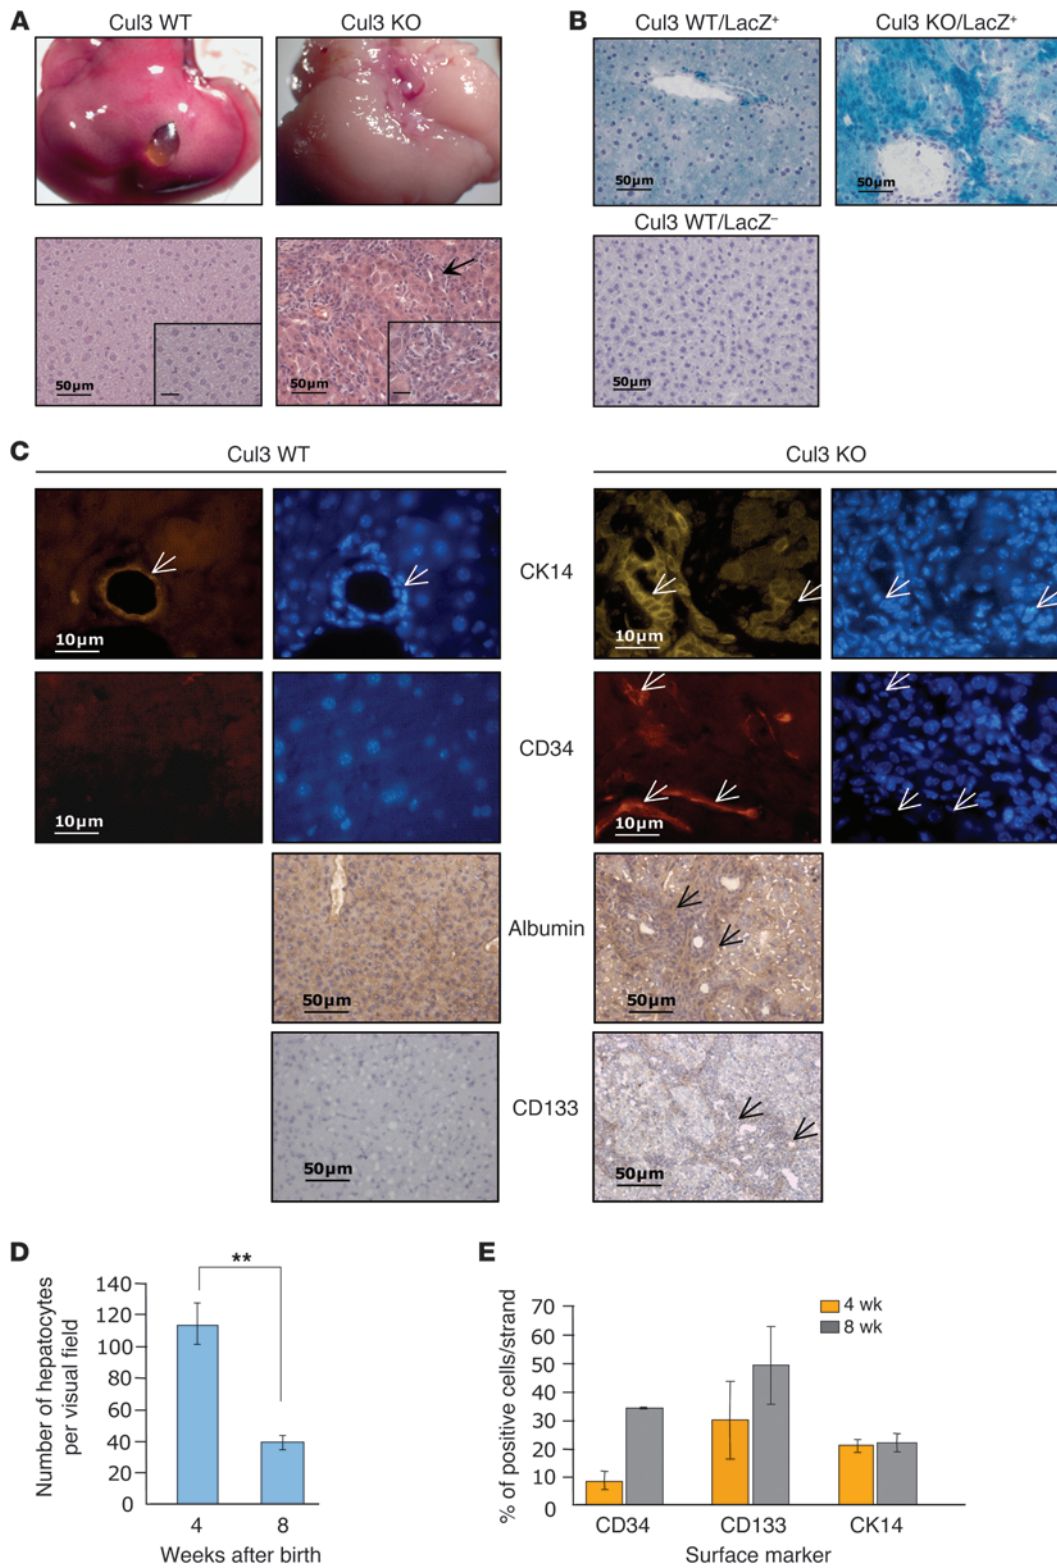 A
Cul3 WT
Cul3 KO
50µm
50µm
B
Cul3 WT/LacZ+
Cul3 KO/LacZ+
50µm
50µm
Cul3 WT/LacZ–
50µm
C
Cul3 WT
Cul3 KO
10µm
CK14
10µm
10µm
CD34
10µm
50µm
Albumin
50µm
50µm
CD133
50µm
D
Number of hepatocytes
per visual field
140
120
100
80
60
40
20
0
**
4
8
Weeks after birth
E
% of positive cells/strand
70
60
50
40
30
20
10
0
4 wk
8 wk
CD34
CD133
CK14
Surface marker